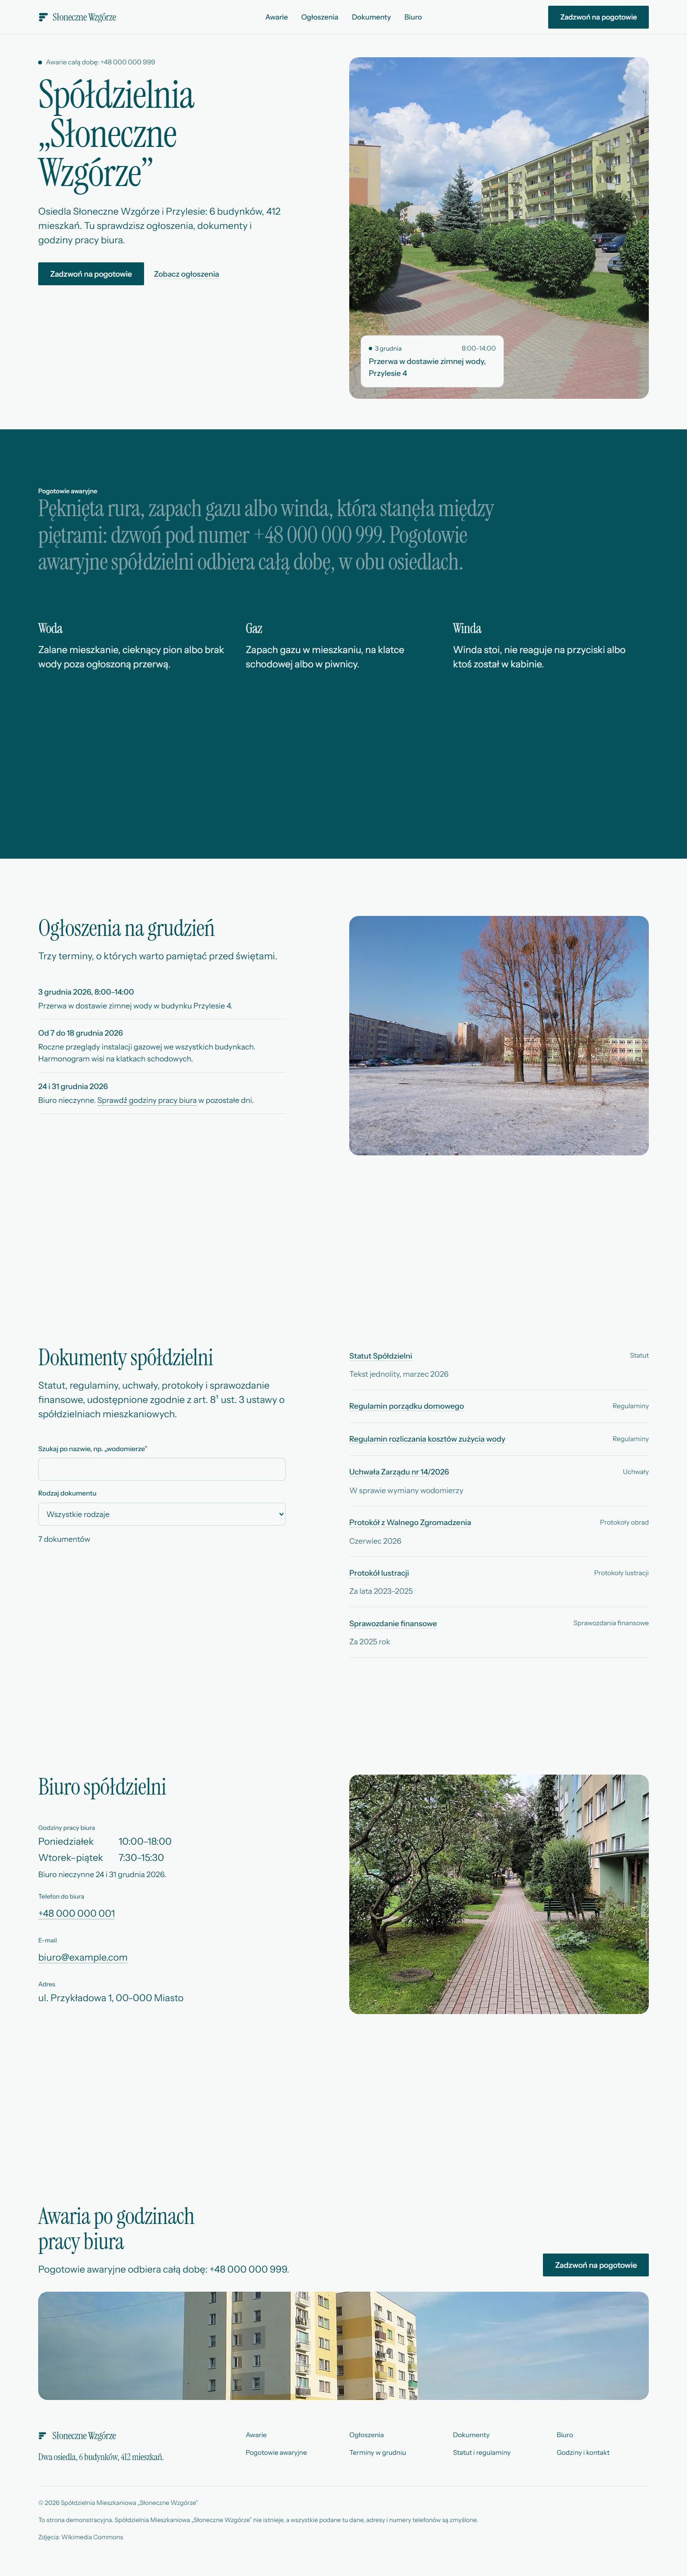 Słoneczne Wzgórze
Awarie
Ogłoszenia
Dokumenty
Biuro
Zadzwoń na pogotowie
Awarie całą dobę: +48 000 000 999
Spółdzielnia
„Słoneczne
Wzgórze”
Osiedla Słoneczne Wzgórze i Przylesie: 6 budynków, 412
mieszkań. Tu sprawdzisz ogłoszenia, dokumenty i
godziny pracy biura.
Zadzwoń na pogotowie
Zobacz ogłoszenia
3 grudnia
8:00–14:00
Przerwa w dostawie zimnej wody,
Przylesie 4
Pogotowie awaryjne
Pęknięta rura, zapach gazu albo winda, która stanęła między
piętrami: dzwoń pod numer +48 000 000 999. Pogotowie
awaryjne spółdzielni odbiera całą dobę, w obu osiedlach.
Woda
Zalane mieszkanie, cieknący pion albo brak
wody poza ogłoszoną przerwą.
Gaz
Zapach gazu w mieszkaniu, na klatce
schodowej albo w piwnicy.
Winda
Winda stoi, nie reaguje na przyciski albo
ktoś został w kabinie.
Ogłoszenia na grudzień
Trzy terminy, o których warto pamiętać przed świętami.
3 grudnia 2026, 8:00–14:00
Przerwa w dostawie zimnej wody w budynku Przylesie 4.
Od 7 do 18 grudnia 2026
Roczne przeglądy instalacji gazowej we wszystkich budynkach.
Harmonogram wisi na klatkach schodowych.
24 i 31 grudnia 2026
Biuro nieczynne. Sprawdź godziny pracy biura w pozostałe dni.
Dokumenty spółdzielni
Statut, regulaminy, uchwały, protokoły i sprawozdanie
finansowe, udostępnione zgodnie z art. 8¹ ust. 3 ustawy o
spółdzielniach mieszkaniowych.
Szukaj po nazwie, np. „wodomierze”
Rodzaj dokumentu
Wszystkie rodzaje
7 dokumentów
Statut Spółdzielni
Statut
Tekst jednolity, marzec 2026
Regulamin porządku domowego
Regulaminy
Regulamin rozliczania kosztów zużycia wody
Regulaminy
Uchwała Zarządu nr 14/2026
Uchwały
W sprawie wymiany wodomierzy
Protokół z Walnego Zgromadzenia
Protokoły obrad
Czerwiec 2026
Protokół lustracji
Protokoły lustracji
Za lata 2023–2025
Sprawozdanie finansowe
Sprawozdania finansowe
Za 2025 rok
Biuro spółdzielni
Godziny pracy biura
Poniedziałek 10:00–18:00
Wtorek–piątek 7:30–15:30
Biuro nieczynne 24 i 31 grudnia 2026.
Telefon do biura
+48 000 000 001
E-mail
biuro@example.com
Adres
ul. Przykładowa 1, 00-000 Miasto
Awaria po godzinach
pracy biura
Pogotowie awaryjne odbiera całą dobę: +48 000 000 999.
Zadzwoń na pogotowie
Słoneczne Wzgórze
Dwa osiedla, 6 budynków, 412 mieszkań.
Awarie
Pogotowie awaryjne
Ogłoszenia
Terminy w grudniu
Dokumenty
Statut i regulaminy
Biuro
Godziny i kontakt
© 2026 Spółdzielnia Mieszkaniowa „Słoneczne Wzgórze”
To strona demonstracyjna. Spółdzielnia Mieszkaniowa „Słoneczne Wzgórze” nie istnieje, a wszystkie podane tu dane, adresy i numery telefonów są zmyślone.
Zdjęcia: Wikimedia Commons